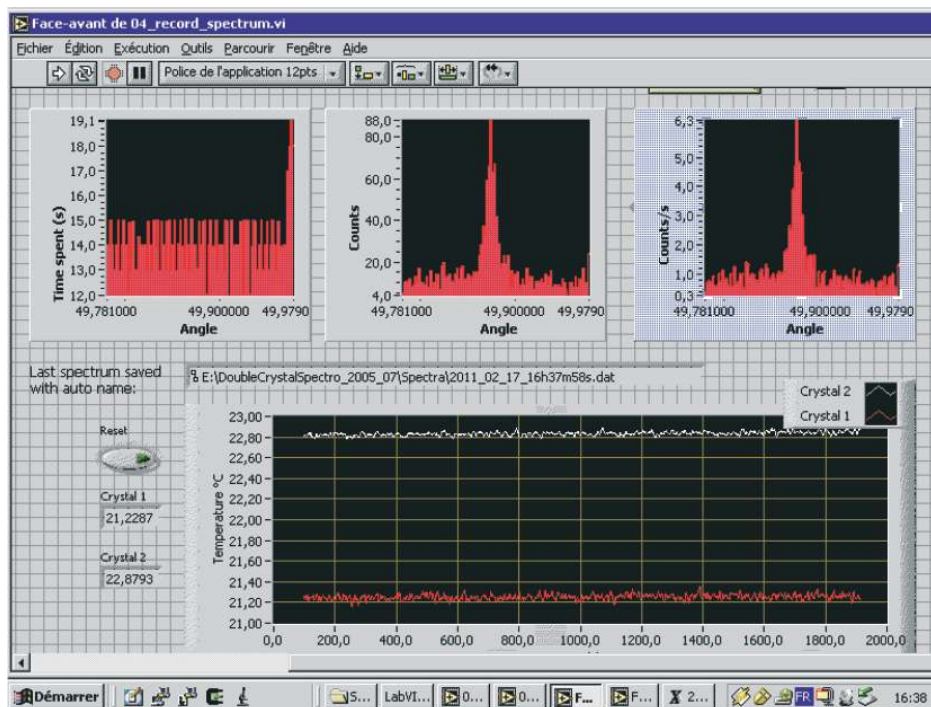 Face-avant de 04_record_spectrum.vi
Fichier Édition Exécution Outils Parcourir Fenêtre Aide
Police de l'application 12pts
19,1
18,0
17,0
16,0
15,0
14,0
13,0
12,0
Time spent (s)
49,781000 49,900000 49,9790
Angle
88,0
80,0
60,0
40,0
20,0
4,0
Counts
49,781000 49,900000 49,9790
Angle
6,3
5,0
4,0
3,0
2,0
1,0
0,3
Counts/s
49,781000 49,900000 49,9790
Angle
Last spectrum saved
with auto name:
E:\DoubleCrystalSpectro_2005_07\Spectra\2011_02_17_16h37m58s.dat
Crystal 2
Crystal 1
Reset
Crystal 1
21,2287
Crystal 2
22,8793
23,00
22,80
22,60
22,40
22,20
22,00
21,80
21,60
21,40
21,20
21,00
Temperature °C
0,0 200,0 400,0 600,0 800,0 1000,0 1200,0 1400,0 1600,0 1800,0 2000,0
Démarrer
S...
LabVI...
0...
0...
F...
F...
2...
FR
16:38